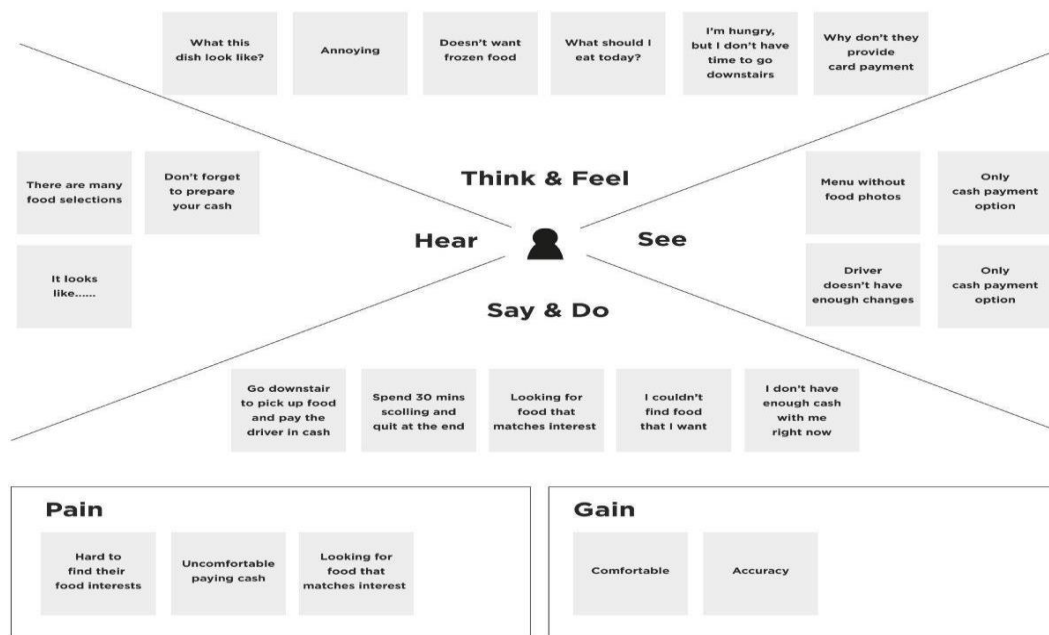 What this
dish look like?
Annoying
Doesn't want
frozen food
What should I
eat today?
I'm hungry,
but I don't have
time to go
downstairs
Why don't they
provide
card payment
Think & Feel
There are many
food selections
Don't forget
to prepare
your cash
It looks
like......
Hear
See
Menu without
food photos
Only
cash payment
option
Driver
doesn't have
enough changes
Only
cash payment
option
Say & Do
Go downstair
to pick up food
and pay the
driver in cash
Spend 30 mins
scolling and
quit at the end
Looking for
food that
matches interest
I couldn't
find food
that I want
I don't have
enough cash
with me
right now
Pain
Hard to
find their
food interests
Uncomfortable
paying cash
Looking for
food that
matches interest
Gain
Comfortable
Accuracy